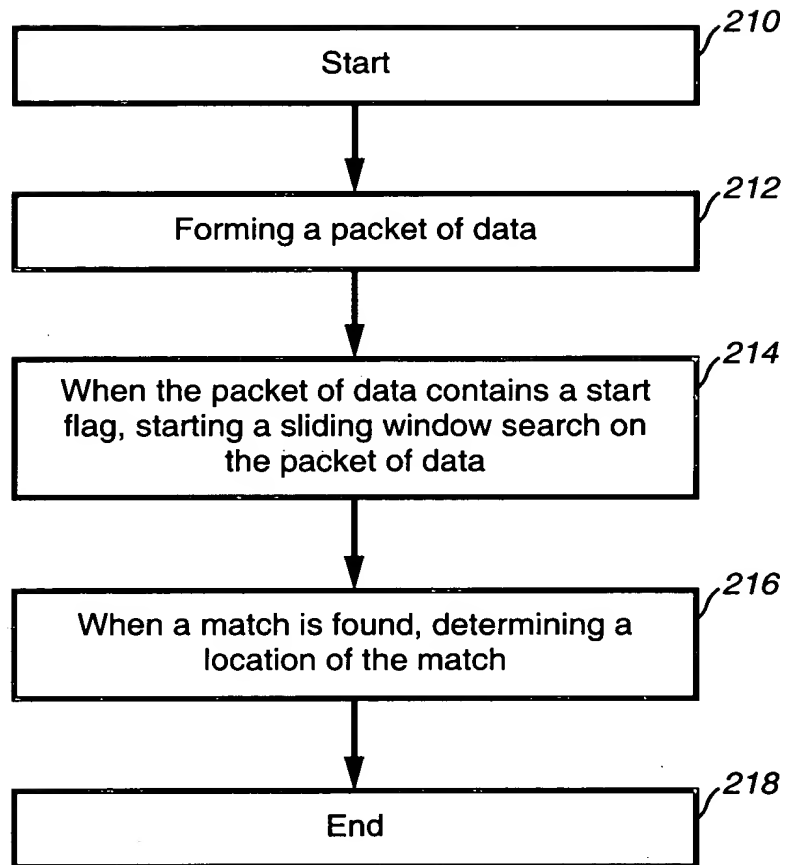 210
Start
212
Forming a packet of data
214
When the packet of data contains a start
flag, starting a sliding window search on
the packet of data
216
When a match is found, determining a
location of the match
218
End